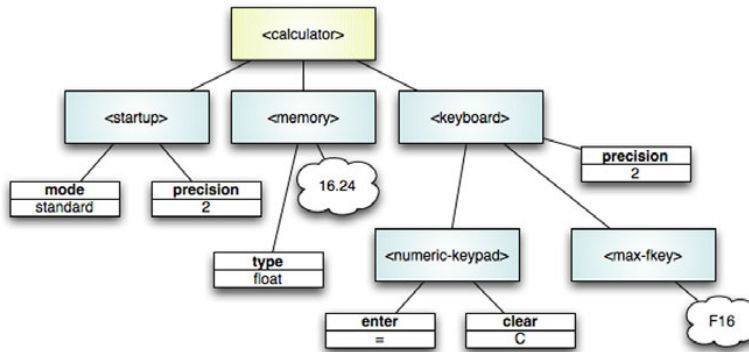 <calculator>
<startup>
<memory>
<keyboard>
precision
2
mode
standard
precision
2
16.24
type
float
<numeric-keypad>
<max-fkey>
enter
=
clear
C
F16